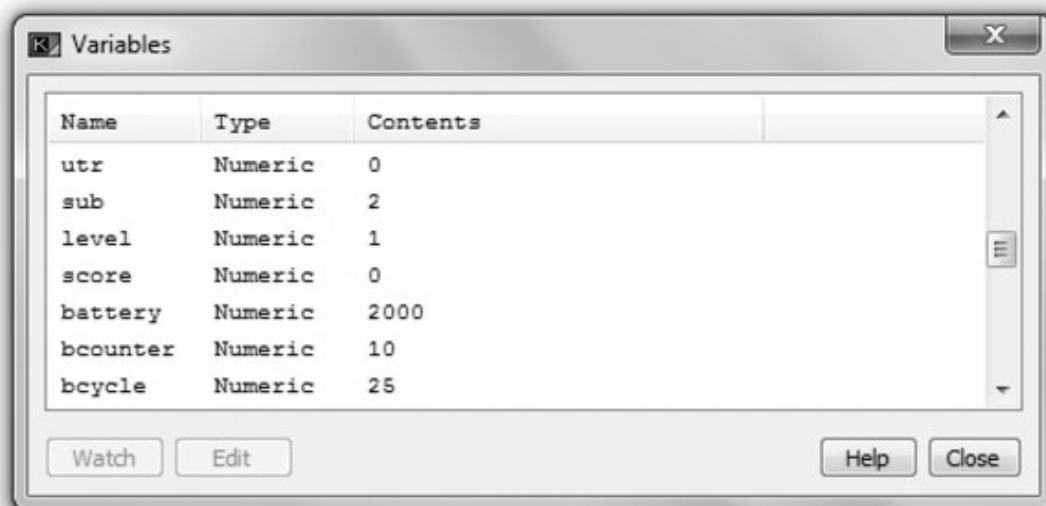 Variables
Name Type Contents
utr Numeric 0
sub Numeric 2
level Numeric 1
score Numeric 0
battery Numeric 2000
bcounter Numeric 10
bcycle Numeric 25
Watch Edit Help Close